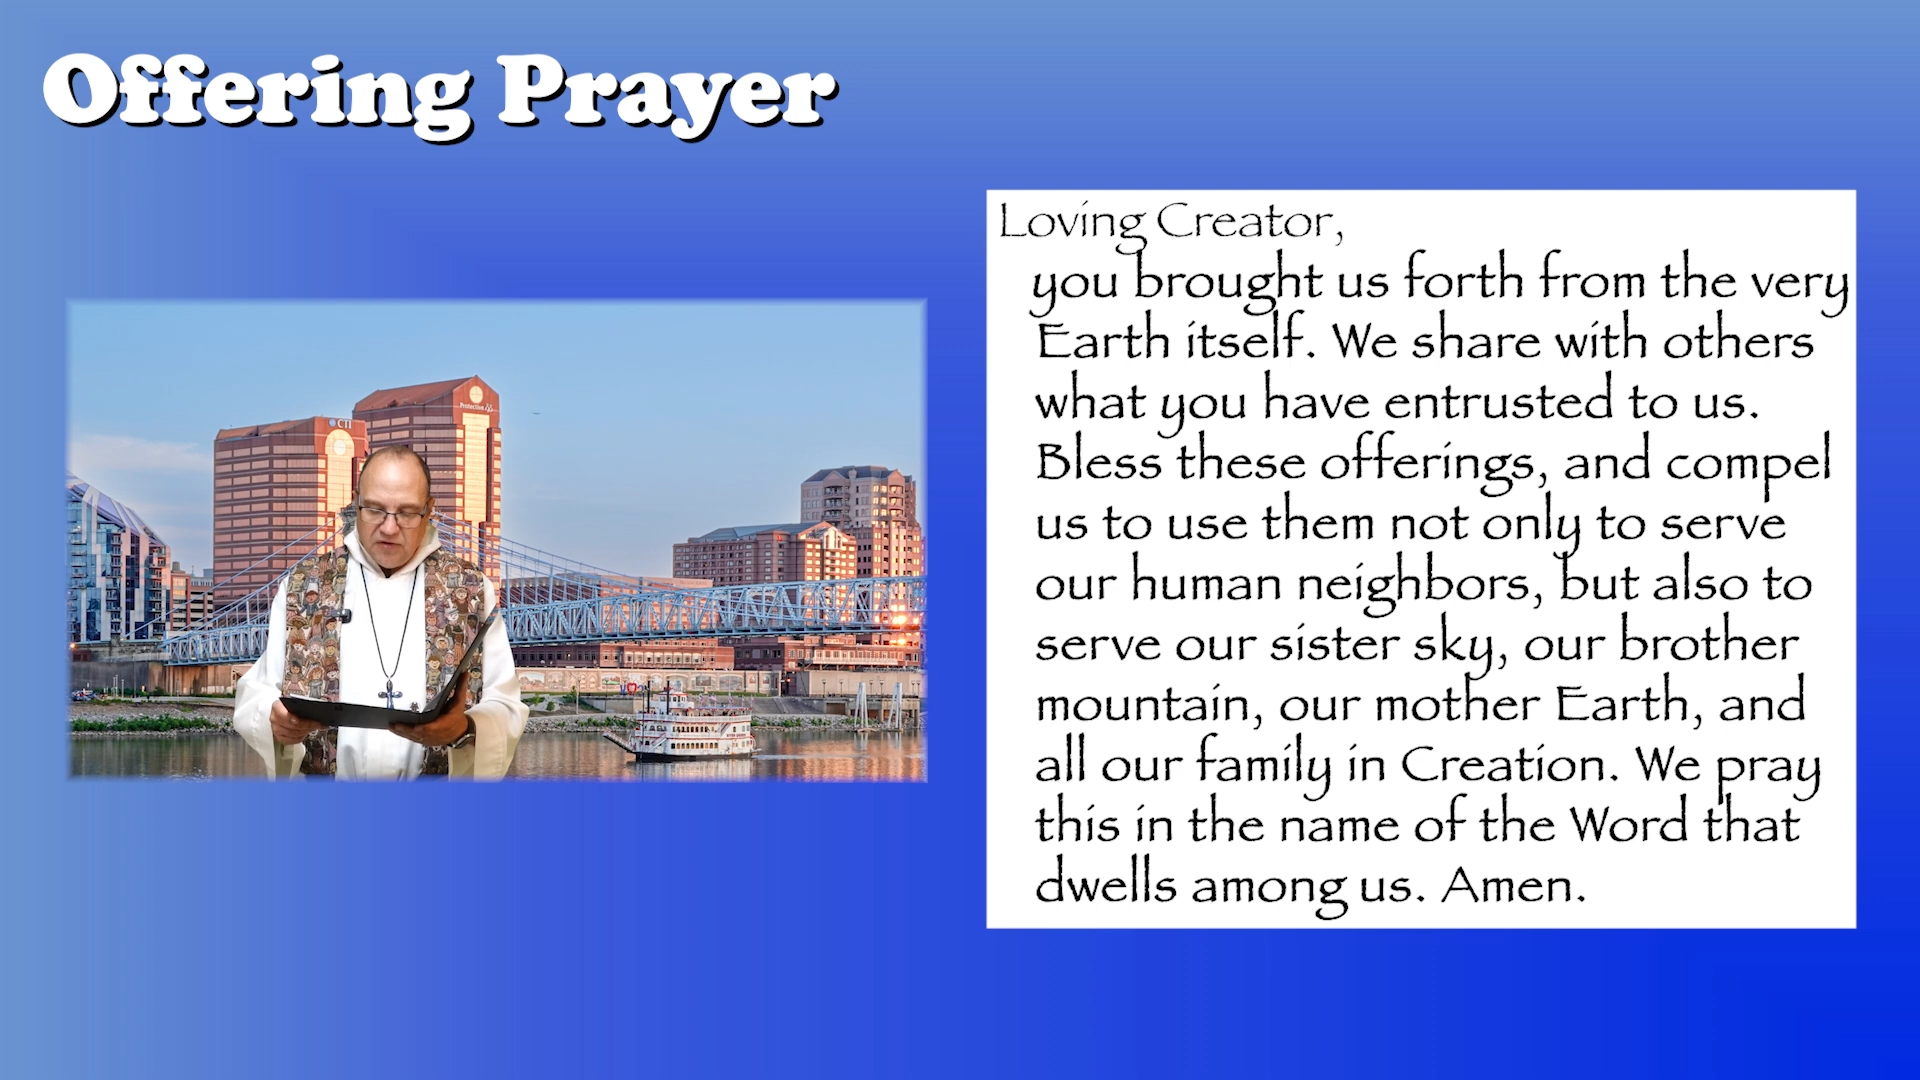 Offering Prayer
Loving Creator,
you brought us forth from the very
Earth itself. We share with others
what you have entrusted to us.
Bless these offerings, and compel
us to use them not only to serve
our human neighbors, but also to
serve our sister sky, our brother
mountain, our mother Earth, and
all our family in Creation. We pray
this in the name of the Word that
dwells among us. Amen.
CTI
Protective